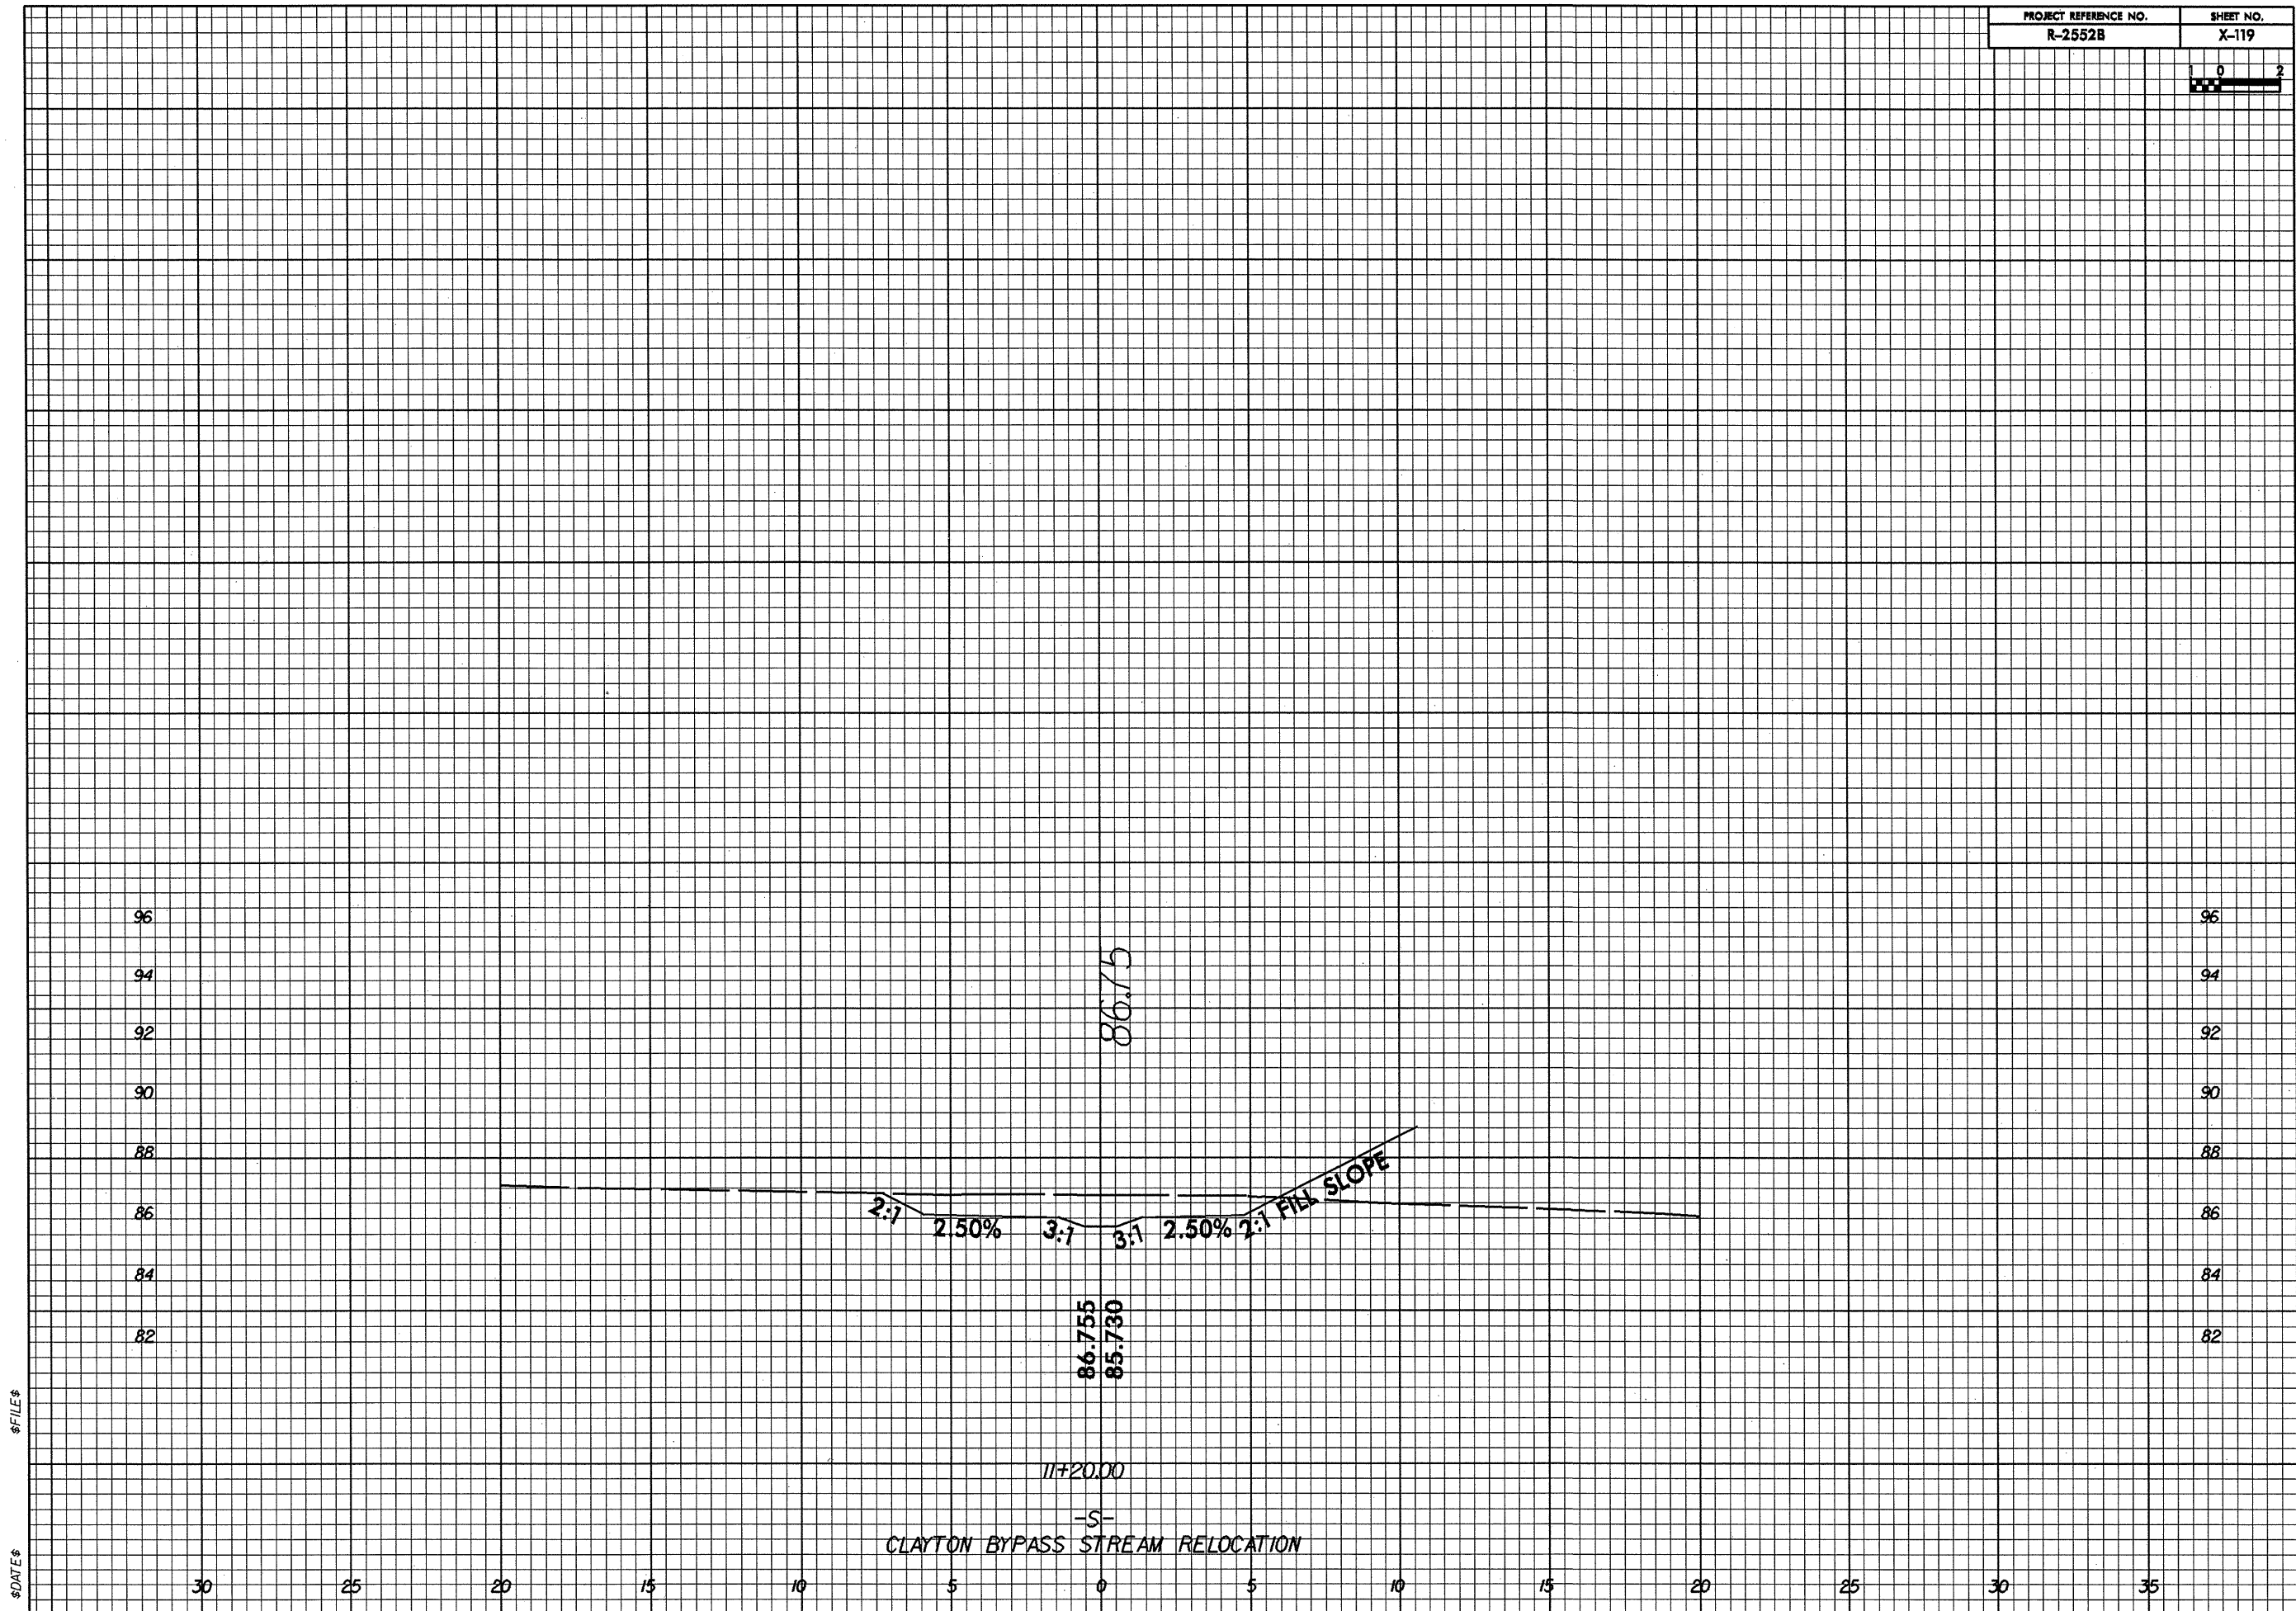 PROJECT REFERENCE NO. SHEET NO.
R-2552B X-119
1 0 2
96 96
94 94
86.75
92 92
90 90
88 88
86 86
2:1 2.50% 3:1 3:1 2.50% 2:1 FILL SLOPE
84 84
86.755
85.730
82 82
$FILE$
11+20.00
-S-
CLAYTON BYPASS STREAM RELOCATION
$DATE$
30 25 20 15 10 5 0 5 10 15 20 25 30 35